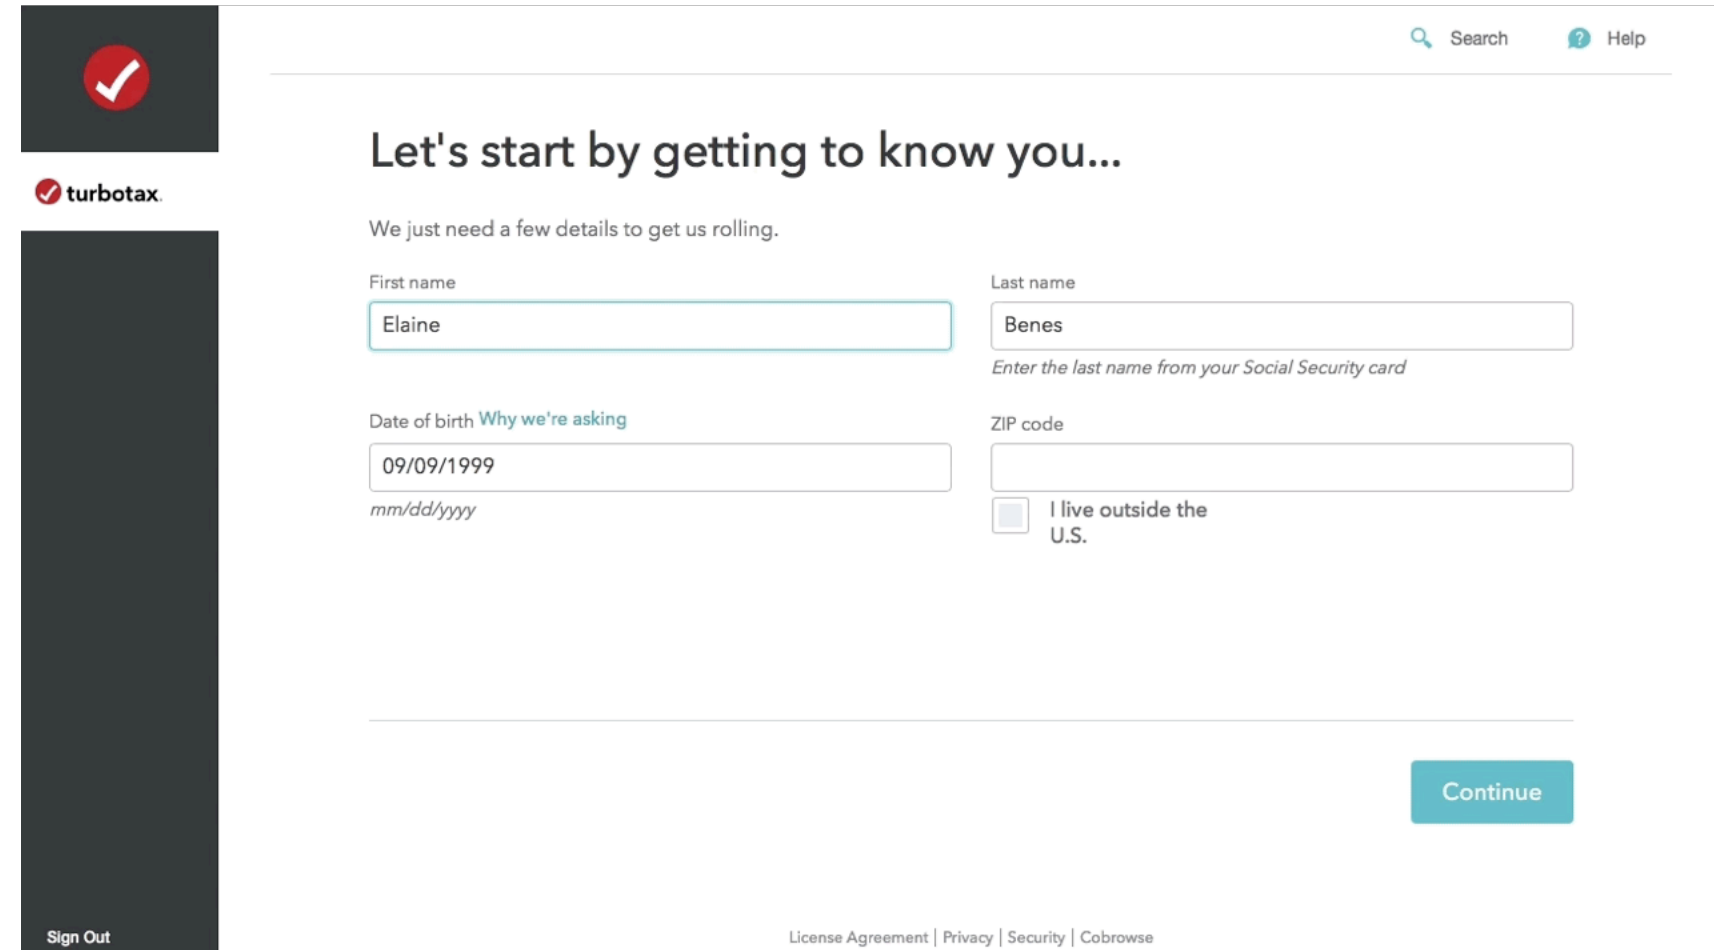 Search
Help
Let's start by getting to know you...
turbotax.
We just need a few details to get us rolling.
First name
Last name
Elaine
Benes
Enter the last name from your Social Security card
Date of birth Why we're asking
ZIP code
09/09/1999
mm/dd/yyyy
I live outside the
U.S.
Continue
Sign Out
License Agreement | Privacy | Security | Cobrowse